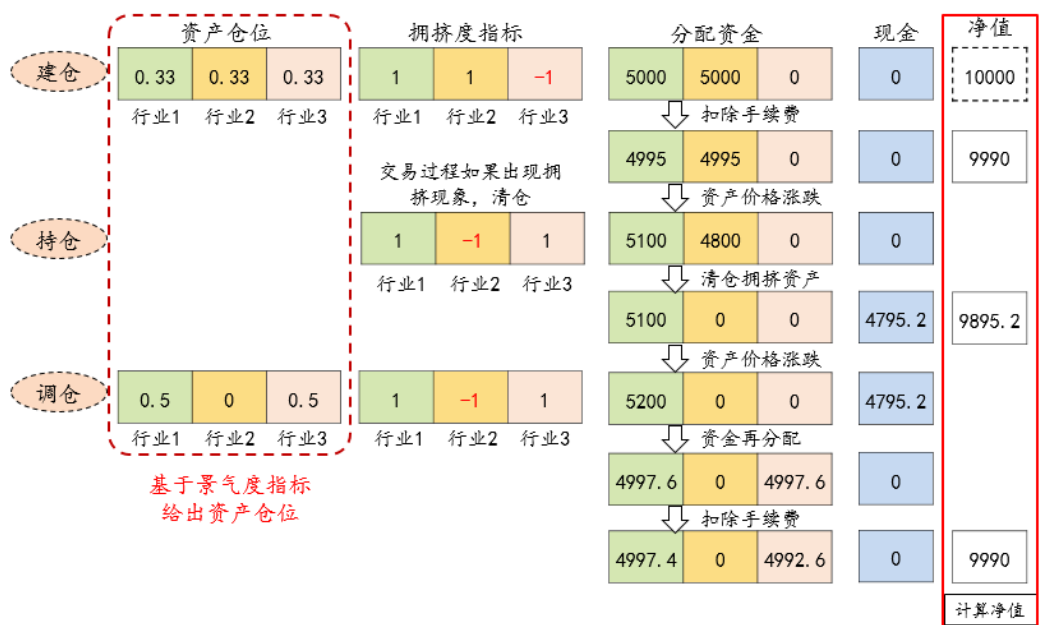 资产仓位 拥挤度指标 分配资金 现金 净值
建仓 0.33 0.33 0.33 1 1 -1 5000 5000 0 0 10000
行业1 行业2 行业3 行业1 行业2 行业3 扣除手续费
4995 4995 0 0 9990
交易过程如果出现拥
挤现象，清仓 资产价格涨跌
持仓 1 -1 1 5100 4800 0 0
行业1 行业2 行业3 清仓拥挤资产
5100 0 0 4795.2 9895.2
资产价格涨跌
调仓 0.5 0 0.5 1 -1 1 5200 0 0 4795.2
行业1 行业2 行业3 行业1 行业2 行业3 资金再分配
基于景气度指标 4997.6 0 4997.6 0
给出资产仓位 扣除手续费
4997.4 0 4992.6 0 9990
计算净值